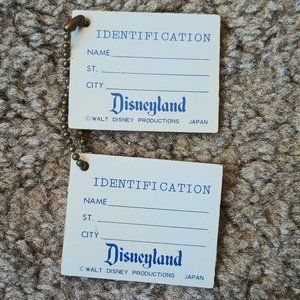 IDENTIFICATION
NAME
ST.
CITY
Disneyland
© WALT DISNEY PRODUCTIONS JAPAN
IDENTIFICATION
NAME
ST.
CITY
Disneyland
© WALT DISNEY PRODUCTIONS JAPAN